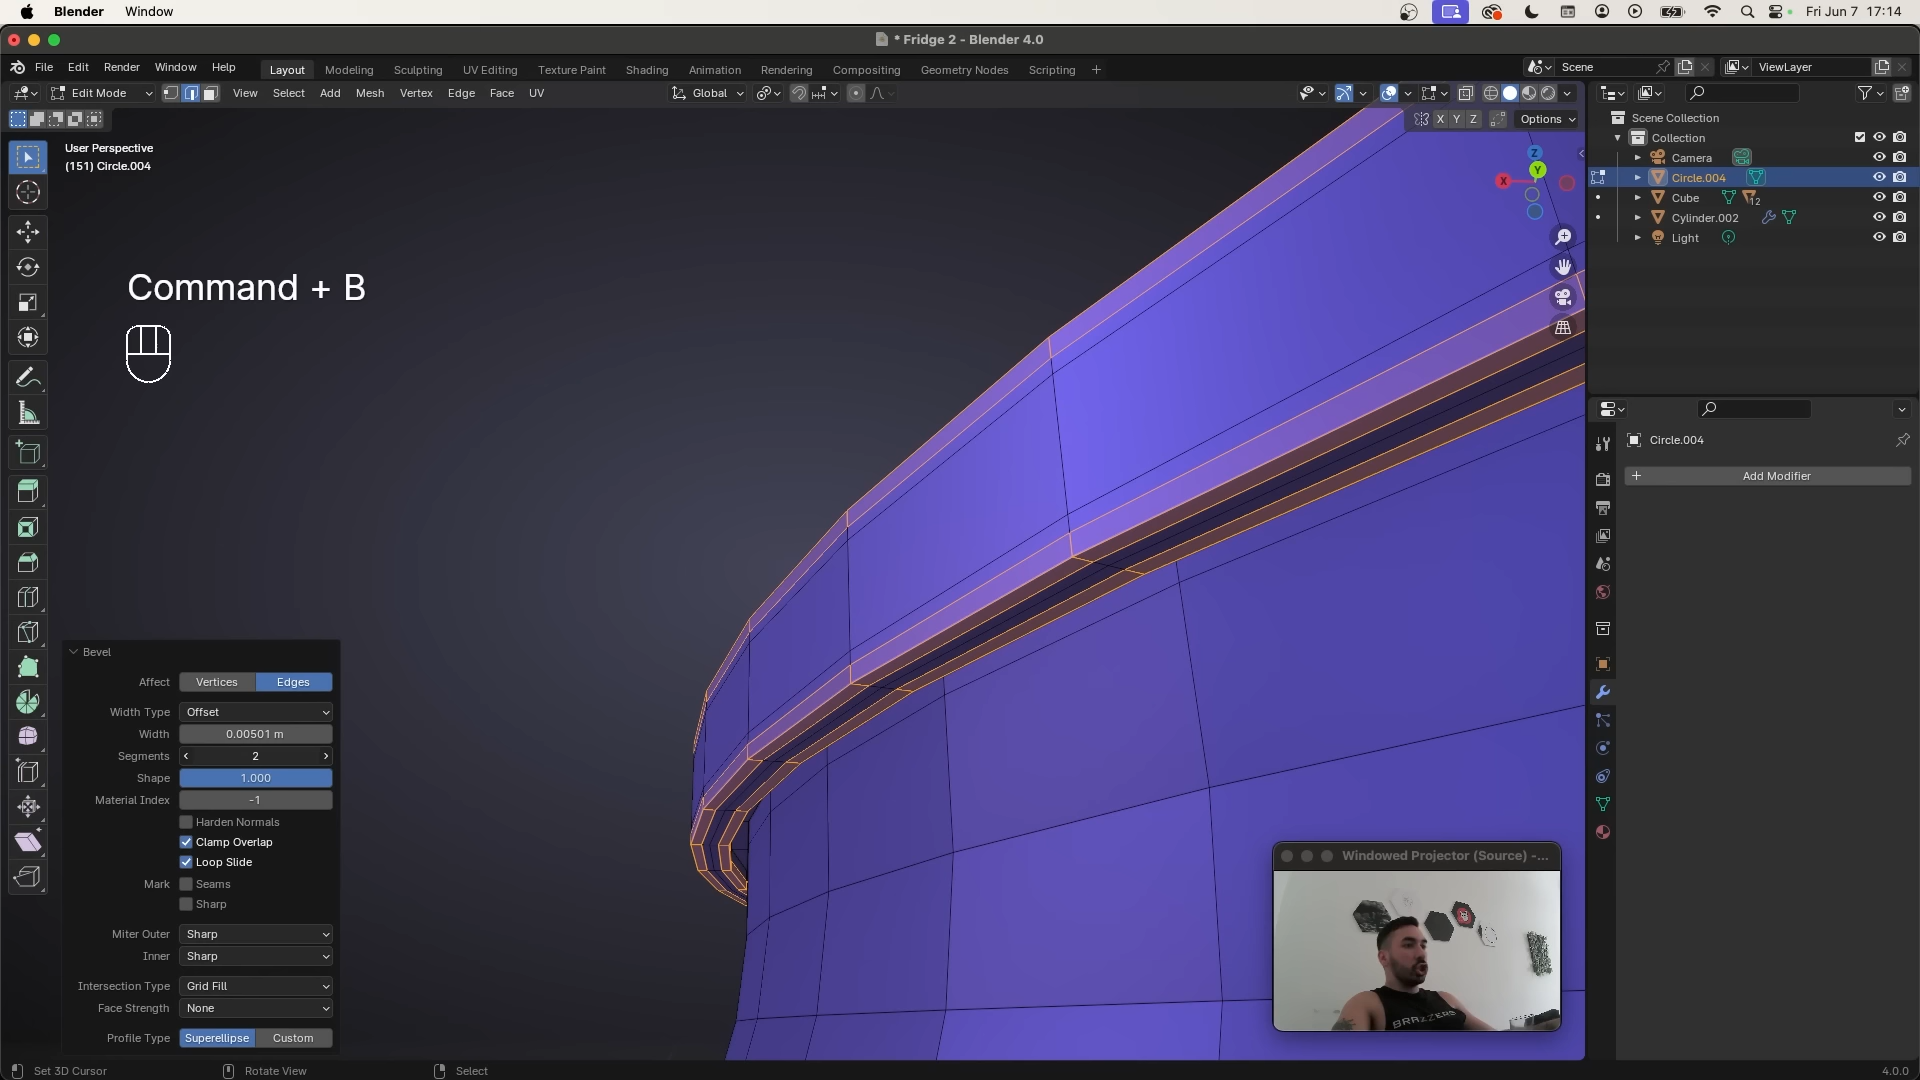 Blender Window
Fri Jun 7 17:14
* Fridge 2 - Blender 4.0
File Edit Render Window Help
Layout Modeling Sculpting UV Editing Texture Paint Shading Animation Rendering Compositing Geometry Nodes Scripting +
Scene
ViewLayer
Edit Mode
View Select Add Mesh Vertex Edge Face UV
Global
X Y Z
Options
User Perspective
(151) Circle.004
Z
Y
X
Command + B
Scene Collection
Collection
Camera
Circle.004
Cube
12
Cylinder.002
Light
Circle.004
+ Add Modifier
Bevel
Affect Vertices Edges
Width Type Offset
Width 0.00501 m
Segments 2
Shape 1.000
Material Index -1
Harden Normals
Clamp Overlap
Loop Slide
Mark Seams
Sharp
Miter Outer Sharp
Inner Sharp
Intersection Type Grid Fill
Face Strength None
Profile Type Superellipse Custom
Windowed Projector (Source) -...
BRAZZERS
Set 3D Cursor
Rotate View
Select
4.0.0